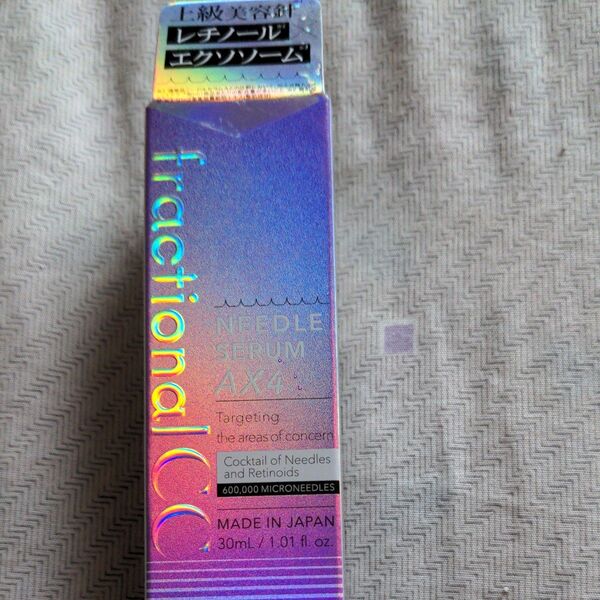 上級美容針
レチノール
エクソソーム
fractional CC
NEEDLE
SERUM
AX4
Targeting
the areas of concern
Cocktail of Needles
and Retinoids
600,000 MICRONEEDLES
MADE IN JAPAN
30mL / 1.01 fl. oz.